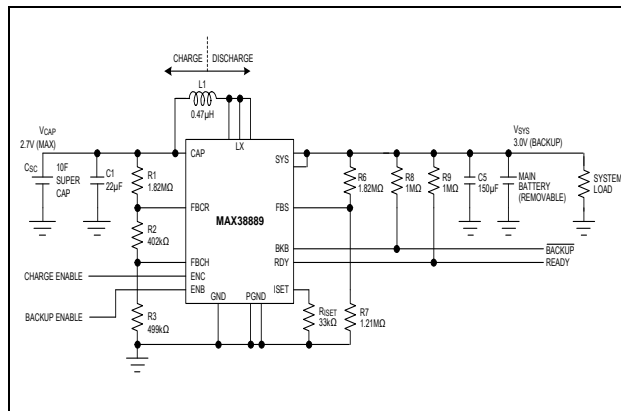 CHARGE DISCHARGE
L1
0.47µH
VCAP
2.7V (MAX)
VSYS
3.0V (BACKUP)
LX
CAP
SYS
CSC
10F
SUPER
CAP
C1
22µF
R1
1.82MΩ
R6
1.82MΩ
R8
1MΩ
R9
1MΩ
C5
150µF
MAIN
BATTERY
(REMOVABLE)
SYSTEM
LOAD
FBCR
FBS
MAX38889
R2
402kΩ
BKB
BACKUP
FBCH
RDY
READY
CHARGE ENABLE
ENC
ENB
ISET
GND
PGND
BACKUP ENABLE
R3
499kΩ
RISET
33kΩ
R7
1.21MΩ